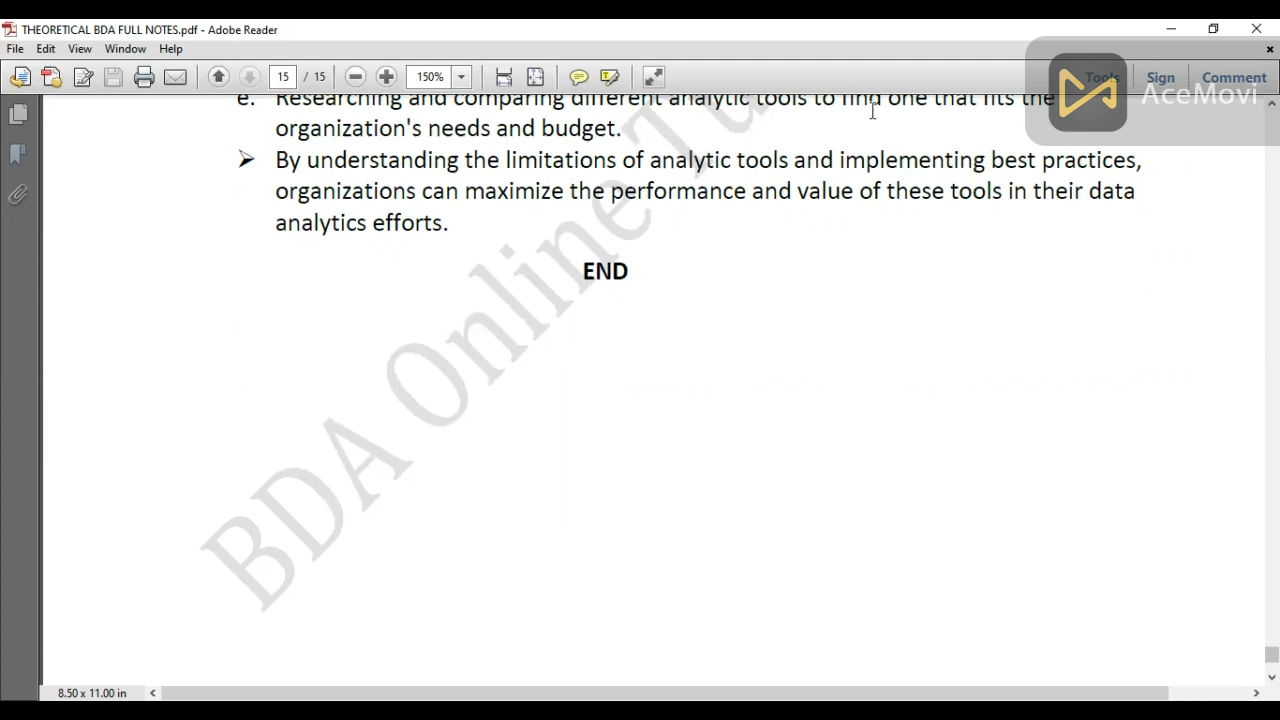 THEORETICAL BDA FULL NOTES.pdf - Adobe Reader
File Edit View Window Help
15 / 15 150% Tools Sign Comment
AceMovi
e. Researching and comparing different analytic tools to find one that fits the
organization's needs and budget.
➢ By understanding the limitations of analytic tools and implementing best practices,
organizations can maximize the performance and value of these tools in their data
analytics efforts.
END
BDA Online Tu
8.50 x 11.00 in